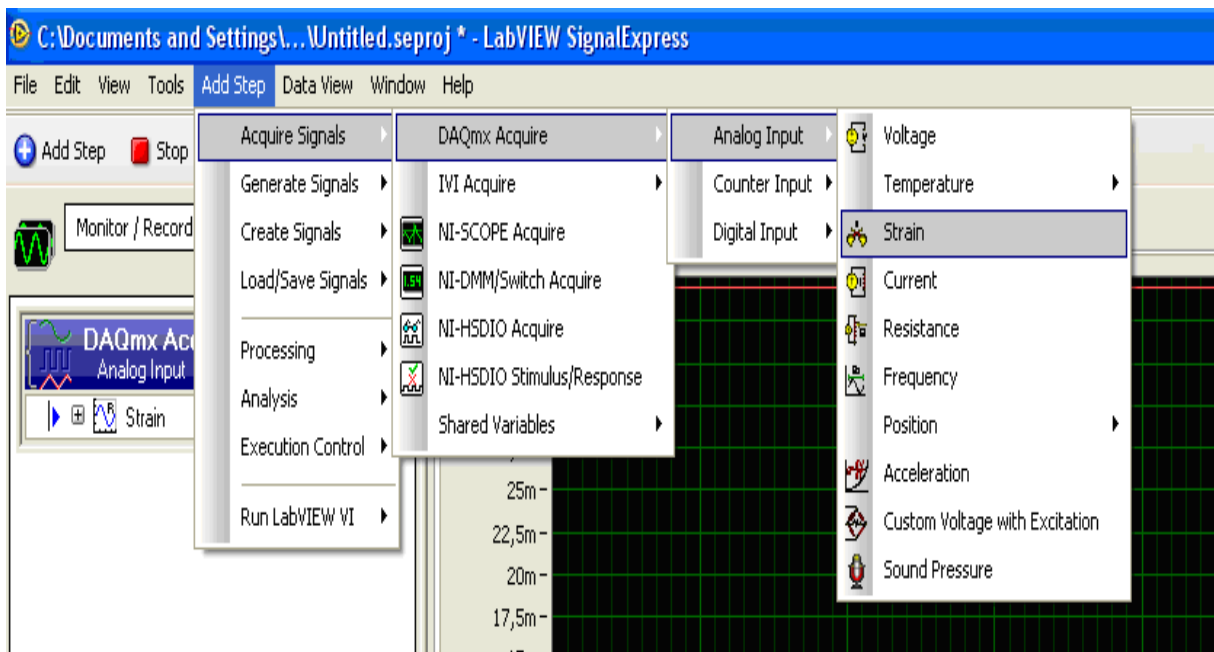 C:\Documents and Settings\...\Untitled.seproj * - LabVIEW SignalExpress
File Edit View Tools Add Step Data View Window Help
Add Step Stop
Monitor / Record
DAQmx
Analog Input
Strain
Acquire Signals
Generate Signals
Create Signals
Load/Save Signals
Processing
Analysis
Execution Control
Run LabVIEW VI
DAQmx Acquire
IVI Acquire
NI-SCOPE Acquire
NI-DMM/Switch Acquire
NI-HSDIO Acquire
NI-HSDIO Stimulus/Response
Shared Variables
Analog Input
Counter Input
Digital Input
Voltage
Temperature
Strain
Current
Resistance
Frequency
Position
Acceleration
Custom Voltage with Excitation
Sound Pressure
25m
22,5m
20m
17,5m